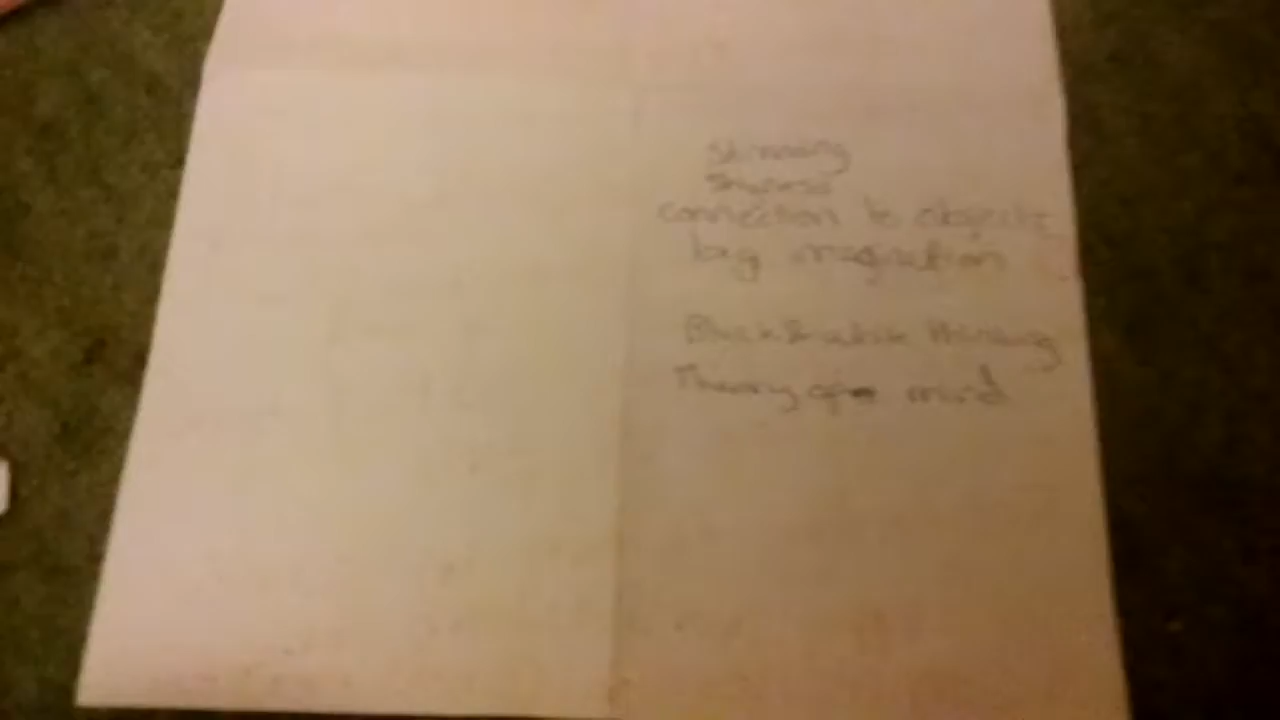 Stimming
connection to objects
big imagination
Black & white thinking
Theory of mind